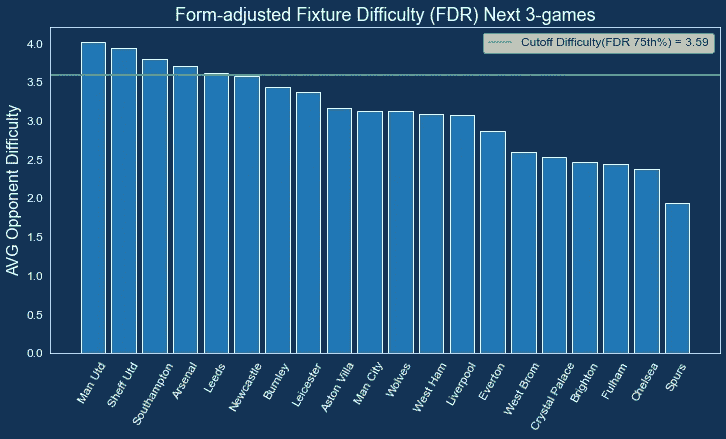 Form-adjusted Fixture Difficulty (FDR) Next 3-games
Cutoff Difficulty(FDR 75th%) = 3.59
AVG Opponent Difficulty
4.0
3.5
3.0
2.5
2.0
1.5
1.0
0.5
0.0
Man Utd
Sheff Utd
Southampton
Arsenal
Leeds
Newcastle
Burnley
Leicester
Aston Villa
Man City
Wolves
West Ham
Liverpool
Everton
West Brom
Crystal Palace
Brighton
Fulham
Chelsea
Spurs